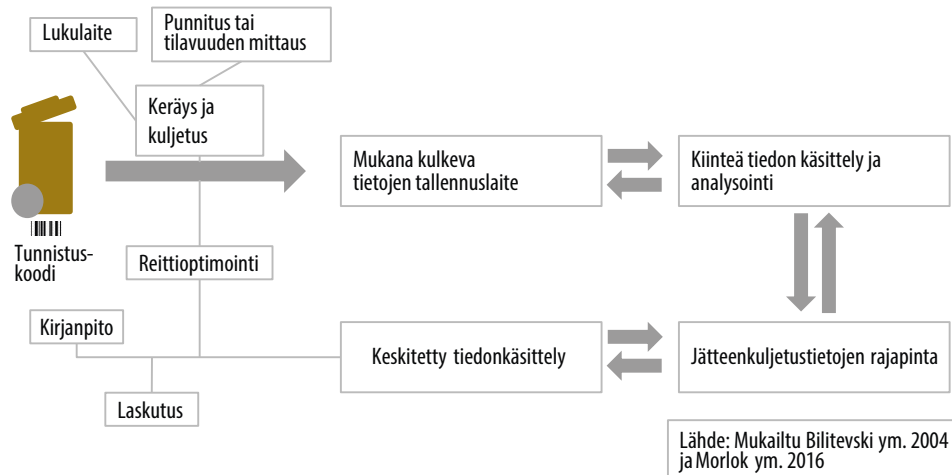 Lukulaite
Punnitus tai
tilavuuden mittaus
Keräys ja
kuljetus
Mukana kulkeva
tietojen tallennuslaite
Kiinteä tiedon käsittely ja
analysointi
Tunnistus-
koodi
Reittioptimointi
Kirjanpito
Keskitetty tiedonkäsittely
Jätteenkuljetustietojen rajapinta
Laskutus
Lähde: Mukailtu Bilitevski ym. 2004
ja Morlok ym. 2016